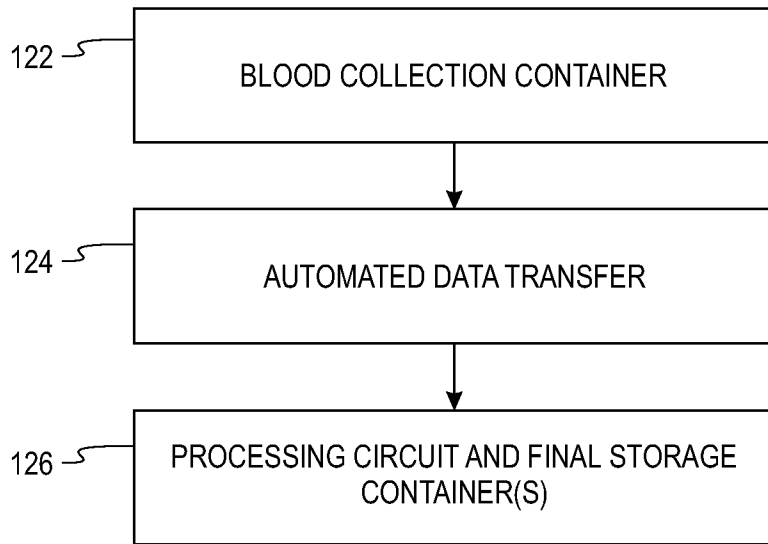 122
BLOOD COLLECTION CONTAINER
124
AUTOMATED DATA TRANSFER
126
PROCESSING CIRCUIT AND FINAL STORAGE
CONTAINER(S)